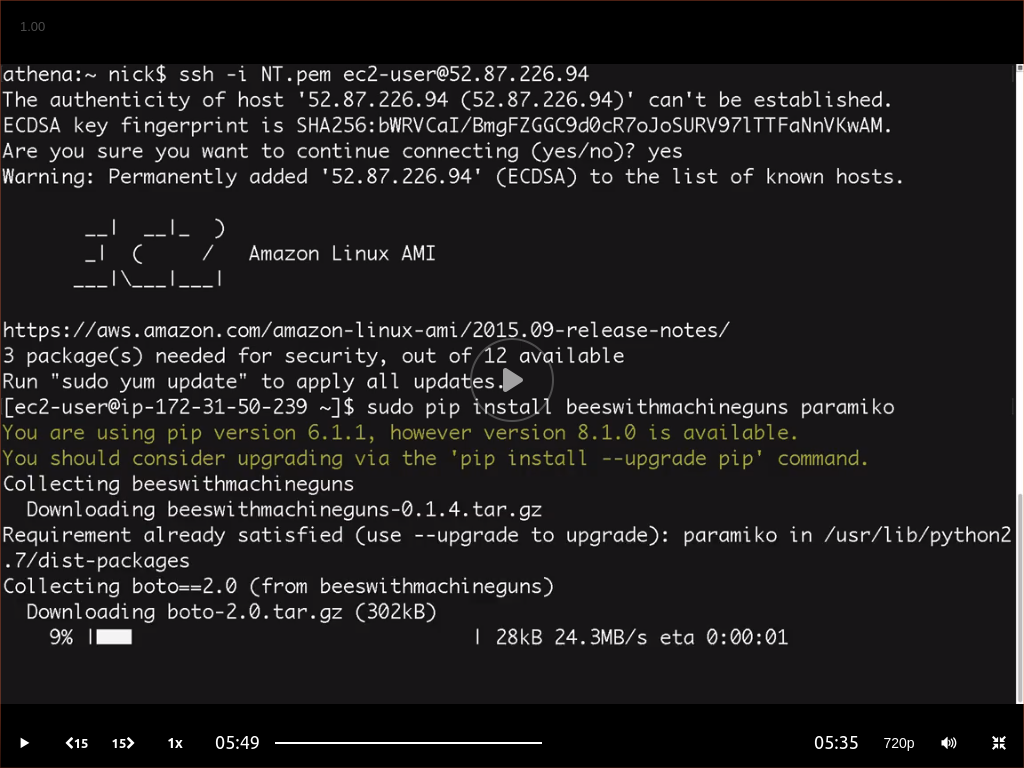 1.00
athena:~ nick$ ssh -i NT.pem ec2-user@52.87.226.94
The authenticity of host '52.87.226.94 (52.87.226.94)' can't be established.
ECDSA key fingerprint is SHA256:bWRVCaI/BmgFZGGC9d0cR7oJoSURV97lTTFaNnVKwAM.
Are you sure you want to continue connecting (yes/no)? yes
Warning: Permanently added '52.87.226.94' (ECDSA) to the list of known hosts.
       __|  __|_  )
       _|  (     /   Amazon Linux AMI
      ___|\___|___|
https://aws.amazon.com/amazon-linux-ami/2015.09-release-notes/
3 package(s) needed for security, out of 12 available
Run "sudo yum update" to apply all updates.
[ec2-user@ip-172-31-50-239 ~]$ sudo pip install beeswithmachineguns paramiko
You are using pip version 6.1.1, however version 8.1.0 is available.
You should consider upgrading via the 'pip install --upgrade pip' command.
Collecting beeswithmachineguns
  Downloading beeswithmachineguns-0.1.4.tar.gz
Requirement already satisfied (use --upgrade to upgrade): paramiko in /usr/lib/python2
.7/dist-packages
Collecting boto==2.0 (from beeswithmachineguns)
  Downloading boto-2.0.tar.gz (302kB)
    9% |███                             | 28kB 24.3MB/s eta 0:00:01
15 15 1x 05:49 05:35 720p